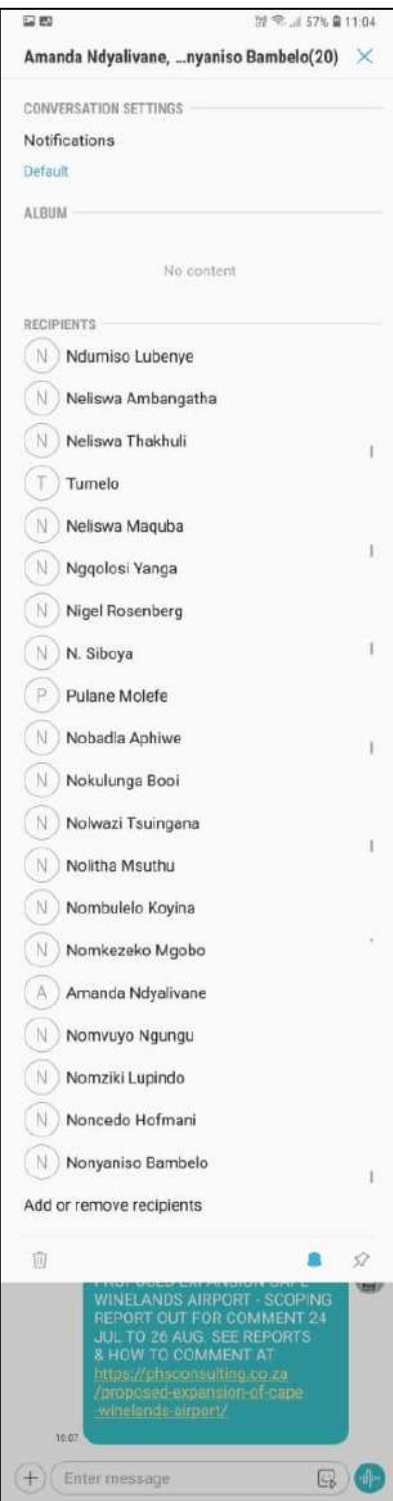 57% 11:04
Amanda Ndyalivane, ...nyaniso Bambelo(20)
CONVERSATION SETTINGS
Notifications
Default
ALBUM
No content
RECIPIENTS
N Ndumiso Lubenye
N Neliswa Ambangatha
N Neliswa Thakhuli
T Tumelo
N Neliswa Maquba
N Ngqolosi Yanga
N Nigel Rosenberg
N N. Siboya
P Pulane Molefe
N Nobadla Aphiwe
N Nokulunga Booi
N Nolwazi Tsuingana
N Nolitha Msuthu
N Nombulelo Koyina
N Nomkezeko Mgobo
A Amanda Ndyalivane
N Nomvuyo Ngungu
N Nomziki Lupindo
N Noncedo Hofmani
N Nonyaniso Bambelo
Add or remove recipients
PROPOSED EXPANSION CAPE
WINELANDS AIRPORT - SCOPING
REPORT OUT FOR COMMENT 24
JUL TO 26 AUG. SEE REPORTS
& HOW TO COMMENT AT
https://phsconsulting.co.za
/proposed-expansion-of-cape
-winelands-airport/
10:07
Enter message